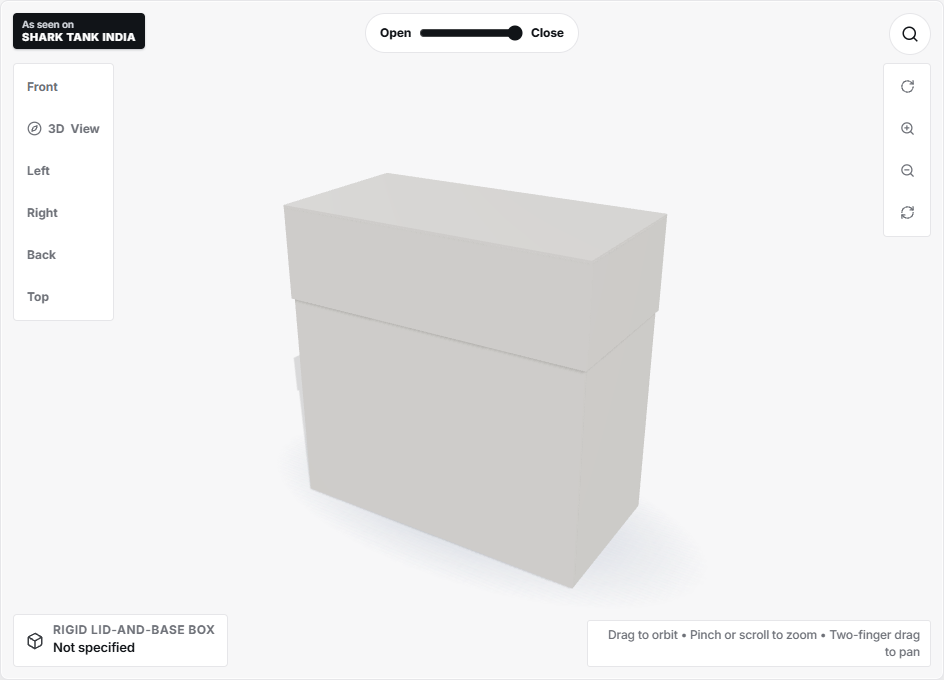 As seen on
SHARK TANK INDIA
Open
Close
Front
3D View
Left
Right
Back
Top
RIGID LID-AND-BASE BOX
Not specified
Drag to orbit • Pinch or scroll to zoom • Two-finger drag
to pan